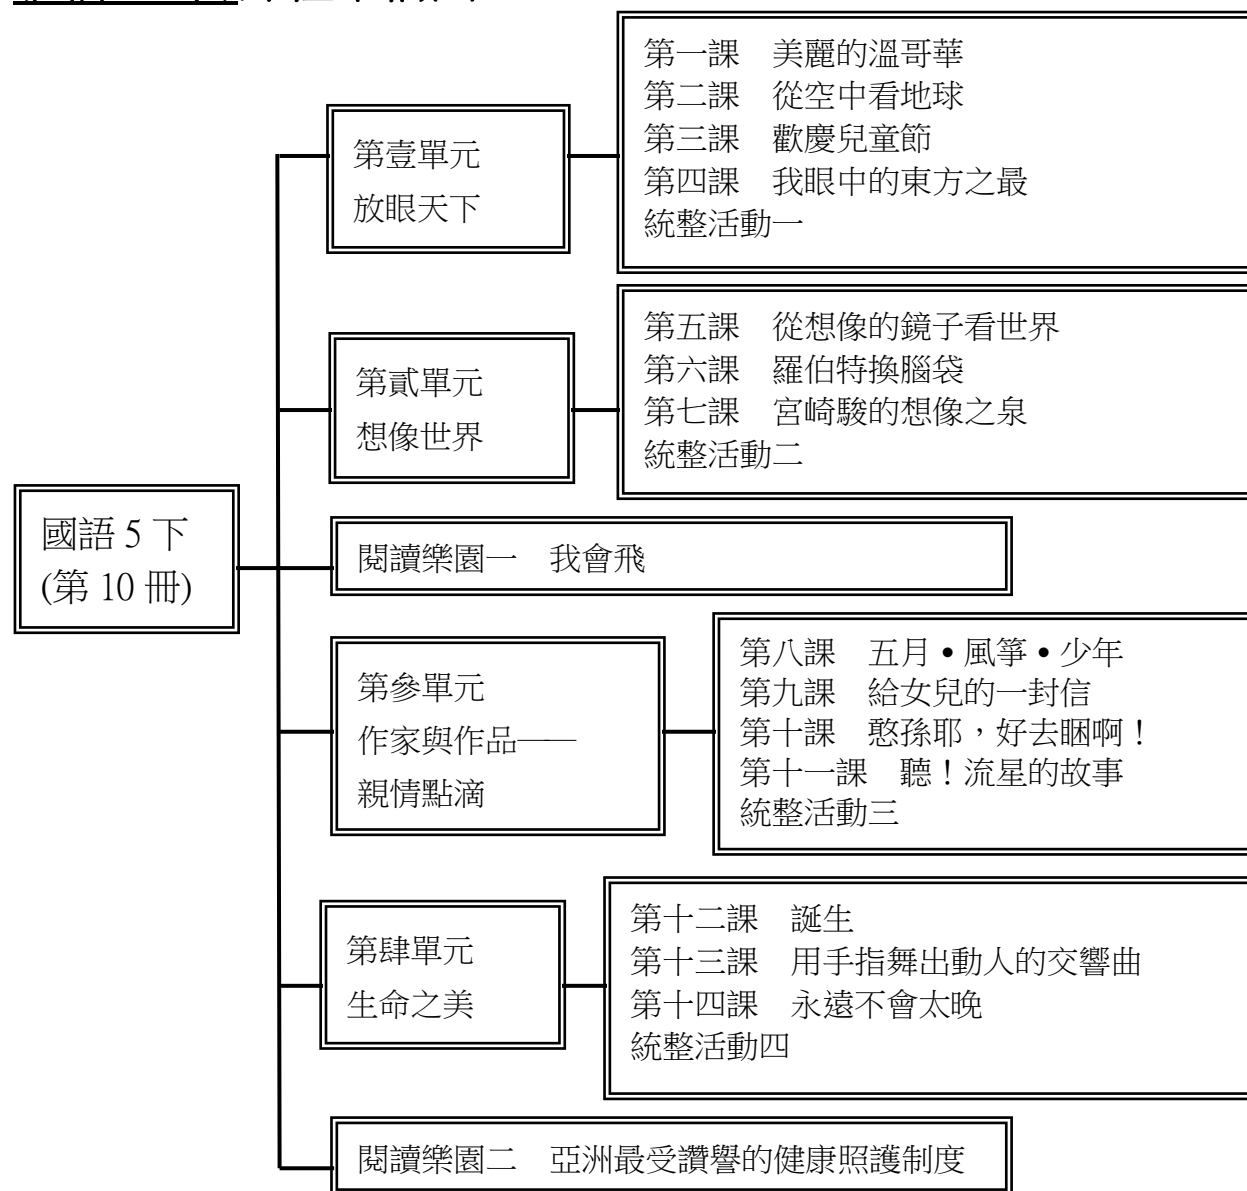 第一課　美麗的溫哥華
第二課　從空中看地球
第三課　歡慶兒童節
第四課　我眼中的東方之最
統整活動一
第壹單元
放眼天下
第五課　從想像的鏡子看世界
第六課　羅伯特換腦袋
第七課　宮崎駿的想像之泉
統整活動二
第貳單元
想像世界
國語 5 下
(第 10 冊)
閱讀樂園一　我會飛
第八課　五月•風箏•少年
第九課　給女兒的一封信
第十課　憨孫耶，好去睏啊！
第十一課　聽！流星的故事
統整活動三
第參單元
作家與作品——
親情點滴
第十二課　誕生
第十三課　用手指舞出動人的交響曲
第十四課　永遠不會太晚
統整活動四
第肆單元
生命之美
閱讀樂園二　亞洲最受讚譽的健康照護制度